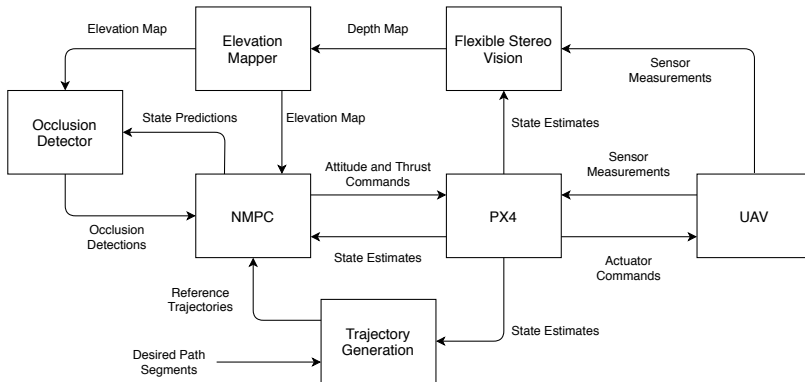 Elevation Map
Elevation
Mapper
Depth Map
Flexible Stereo
Vision
Sensor
Measurements
Occlusion
Detector
State Predictions
Elevation Map
State Estimates
Attitude and Thrust
Commands
Sensor
Measurements
NMPC
PX4
UAV
Occlusion
Detections
State Estimates
Actuator
Commands
Reference
Trajectories
Trajectory
Generation
State Estimates
Desired Path
Segments